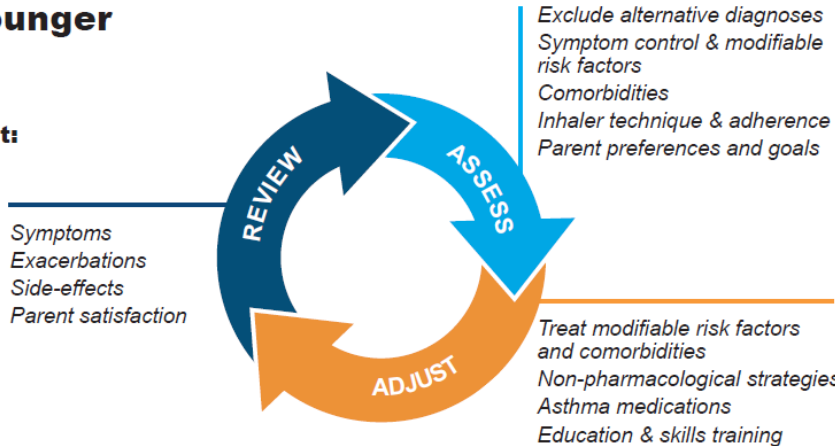 ounger
t:
Exclude alternative diagnoses
Symptom control & modifiable
risk factors
Comorbidities
Inhaler technique & adherence
Parent preferences and goals
REVIEW
ASSESS
Symptoms
Exacerbations
Side-effects
Parent satisfaction
ADJUST
Treat modifiable risk factors
and comorbidities
Non-pharmacological strategies
Asthma medications
Education & skills training